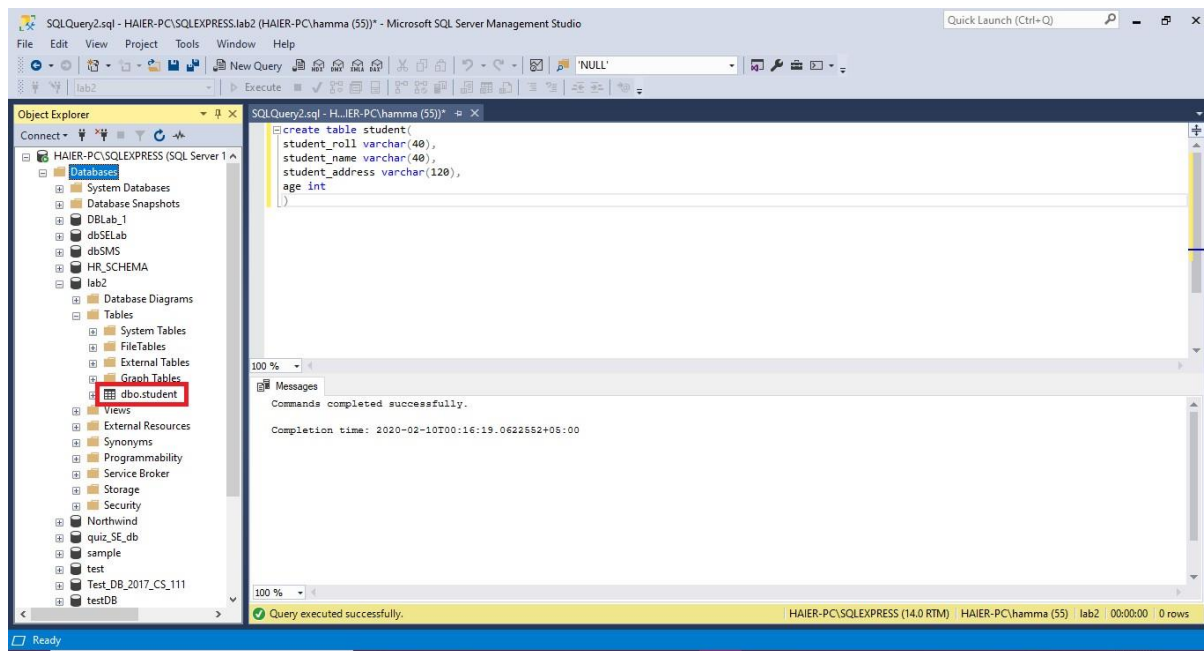 SQLQuery2.sql - HAIER-PC\SQLEXPRESS.lab2 (HAIER-PC\hamma (55))* - Microsoft SQL Server Management Studio
Quick Launch (Ctrl+Q)
File Edit View Project Tools Window Help
New Query MDX DMX XMLA DAX 'NULL'
lab2 Execute
Object Explorer
SQLQuery2.sql - H...IER-PC\hamma (55))*
Connect
HAIER-PC\SQLEXPRESS (SQL Server 1
Databases
System Databases
Database Snapshots
DBLab_1
dbSELab
dbSMS
HR_SCHEMA
lab2
Database Diagrams
Tables
System Tables
FileTables
External Tables
Graph Tables
dbo.student
Views
External Resources
Synonyms
Programmability
Service Broker
Storage
Security
Northwind
quiz_SE_db
sample
test
Test_DB_2017_CS_111
testDB
create table student(
student_roll varchar(40),
student_name varchar(40),
student_address varchar(120),
age int
)
100 %
Messages
Commands completed successfully.
Completion time: 2020-02-10T00:16:19.0622552+05:00
100 %
Query executed successfully.
HAIER-PC\SQLEXPRESS (14.0 RTM) HAIER-PC\hamma (55) lab2 00:00:00 0 rows
Ready